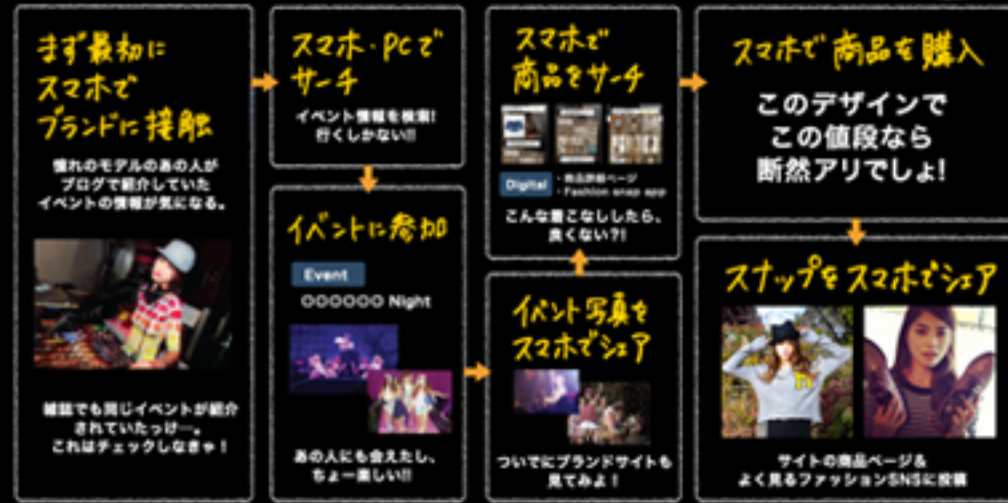 まず最初に
スマホで
ブランドに接触
憧れのモデルのあの人が
ブログで紹介していた
イベントの情報が気になる。
雑誌でも同じイベントが紹介
されていたっけ…。
これはチェックしなきゃ!
スマホ・PCで
サーチ
イベント情報を検索!
行くしかない!!
イベントに参加
Event
○○○○○○ Night
あの人にも会えたし、
ちょー楽しい!!
イベント写真を
スマホでシェア
ついでにブランドサイトも
見てみよ!
スマホで
商品をサーチ
Digital
・商品詳細ページ
・Fashion snap app
こんな着こなししたら、
良くない?!
スマホで商品を購入
このデザインで
この値段なら
断然アリでしょ!
スナップをスマホでシェア
サイトの商品ページ&
よく見るファッションSNSに投稿